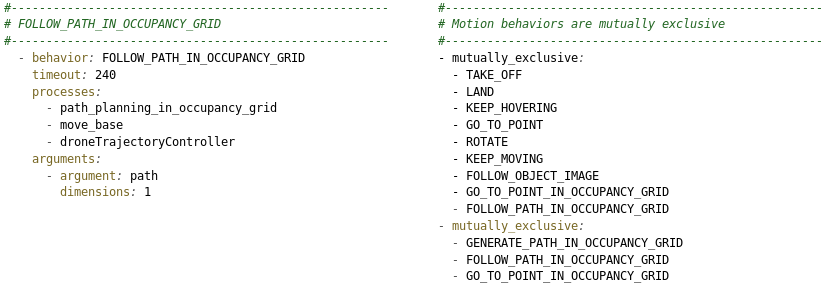 #------------------------------------------------------
# FOLLOW_PATH_IN_OCCUPANCY_GRID
#------------------------------------------------------
  - behavior: FOLLOW_PATH_IN_OCCUPANCY_GRID
    timeout: 240
    processes:
      - path_planning_in_occupancy_grid
      - move_base
      - droneTrajectoryController
    arguments:
      - argument: path
        dimensions: 1
#------------------------------------------------------
# Motion behaviors are mutually exclusive
#------------------------------------------------------
- mutually_exclusive:
  - TAKE_OFF
  - LAND
  - KEEP_HOVERING
  - GO_TO_POINT
  - ROTATE
  - KEEP_MOVING
  - FOLLOW_OBJECT_IMAGE
  - GO_TO_POINT_IN_OCCUPANCY_GRID
  - FOLLOW_PATH_IN_OCCUPANCY_GRID
- mutually_exclusive:
  - GENERATE_PATH_IN_OCCUPANCY_GRID
  - FOLLOW_PATH_IN_OCCUPANCY_GRID
  - GO_TO_POINT_IN_OCCUPANCY_GRID